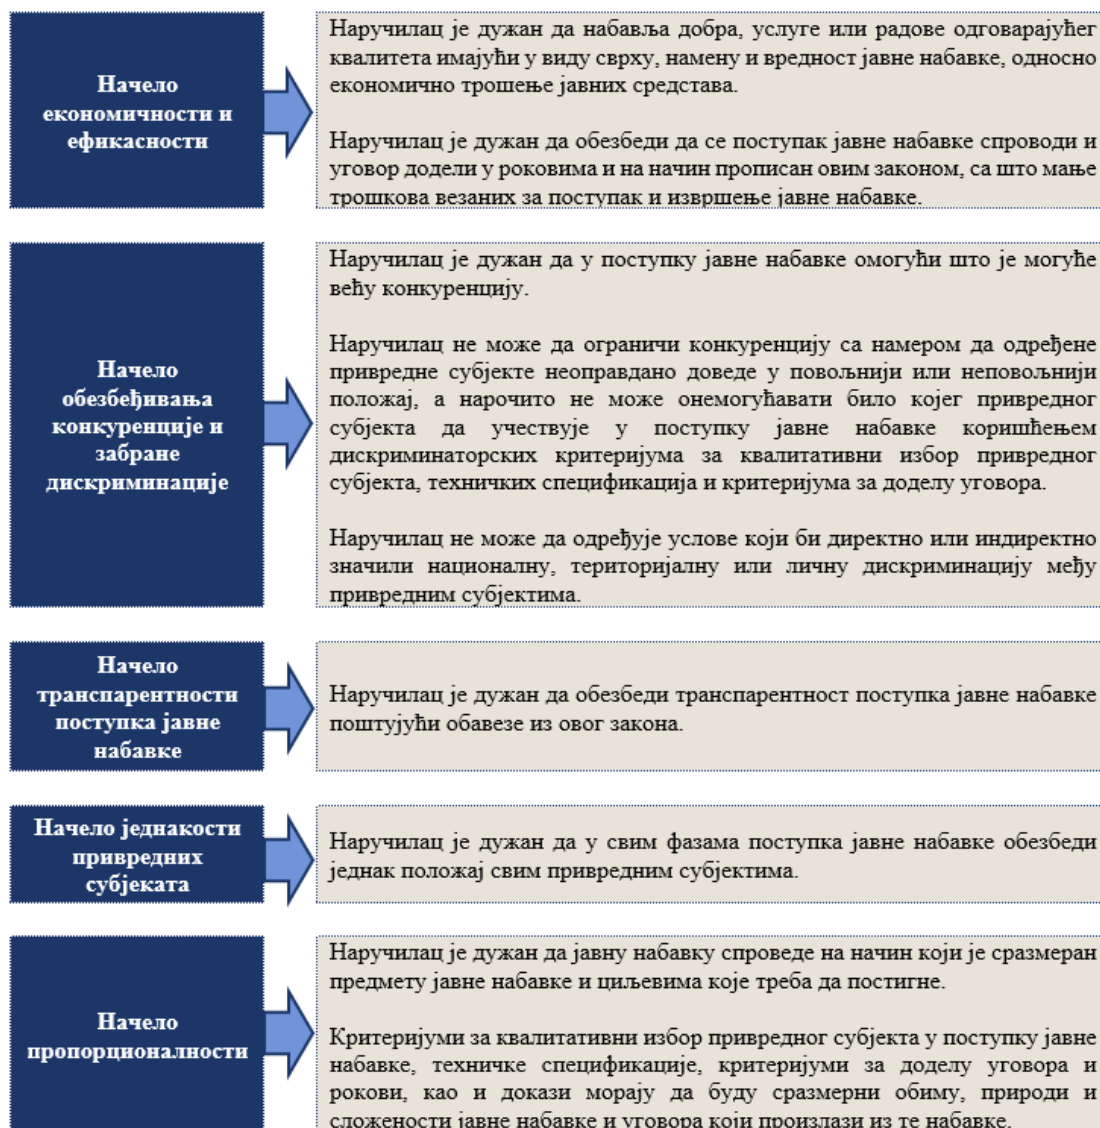 Начело
економичности и
ефикасности
Наручилац је дужан да набавља добра, услуге или радове одговарајућег
квалитета имајући у виду сврху, намену и вредност јавне набавке, односно
економично трошење јавних средстава.
Наручилац је дужан да обезбеди да се поступак јавне набавке спроводи и
уговор додели у роковима и на начин прописан овим законом, са што мање
трошкова везаних за поступак и извршење јавне набавке.
Начело
обезбеђивања
конкуренције и
забране
дискриминације
Наручилац је дужан да у поступку јавне набавке омогући што је могуће
већу конкуренцију.
Наручилац не може да ограничи конкуренцију са намером да одређене
привредне субјекте неоправдано доведе у повољнији или неповољнији
положај, а нарочито не може онемогућавати било којег привредног
субјекта да учествује у поступку јавне набавке коришћењем
дискриминаторских критеријума за квалитативни избор привредног
субјекта, техничких спецификација и критеријума за доделу уговора.
Наручилац не може да одређује услове који би директно или индиректно
значили националну, територијалну или личну дискриминацију међу
привредним субјектима.
Начело
транспарентности
поступка јавне
набавке
Наручилац је дужан да обезбеди транспарентност поступка јавне набавке
поштујући обавезе из овог закона.
Начело једнакости
привредних
субјеката
Наручилац је дужан да у свим фазама поступка јавне набавке обезбеди
једнак положај свим привредним субјектима.
Начело
пропорционалности
Наручилац је дужан да јавну набавку спроведе на начин који је сразмеран
предмету јавне набавке и циљевима које треба да постигне.
Критеријуми за квалитативни избор привредног субјекта у поступку јавне
набавке, техничке спецификације, критеријуми за доделу уговора и
рокови, као и докази морају да буду сразмерни обиму, природи и
сложености јавне набавке и уговора који произлази из те набавке.